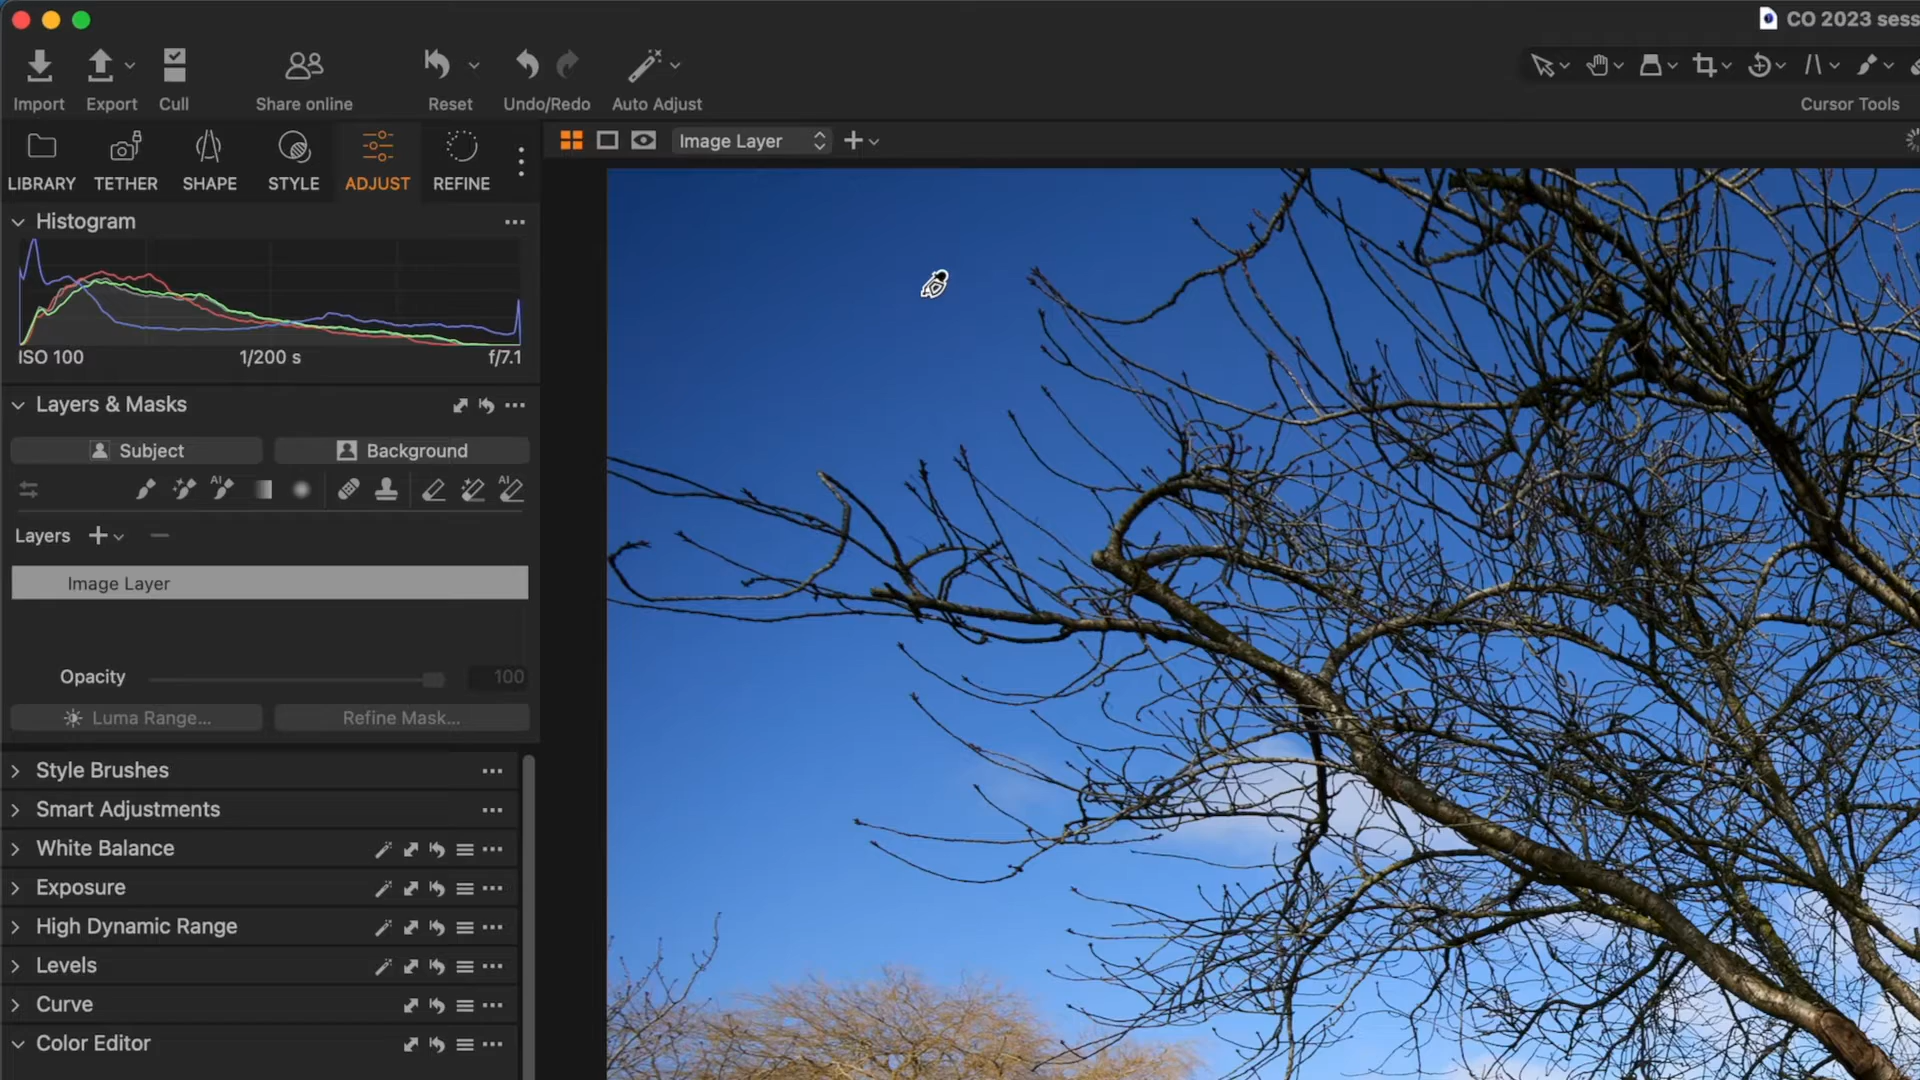 CO 2023 sess
Import Export Cull Share online Reset Undo/Redo Auto Adjust Cursor Tools
LIBRARY TETHER SHAPE STYLE ADJUST REFINE
Image Layer
Histogram
ISO 100 1/200 s f/7.1
Layers & Masks
Subject Background
AI AI
Layers
Image Layer
Opacity 100
Luma Range... Refine Mask...
Style Brushes
Smart Adjustments
White Balance
Exposure
High Dynamic Range
Levels
Curve
Color Editor